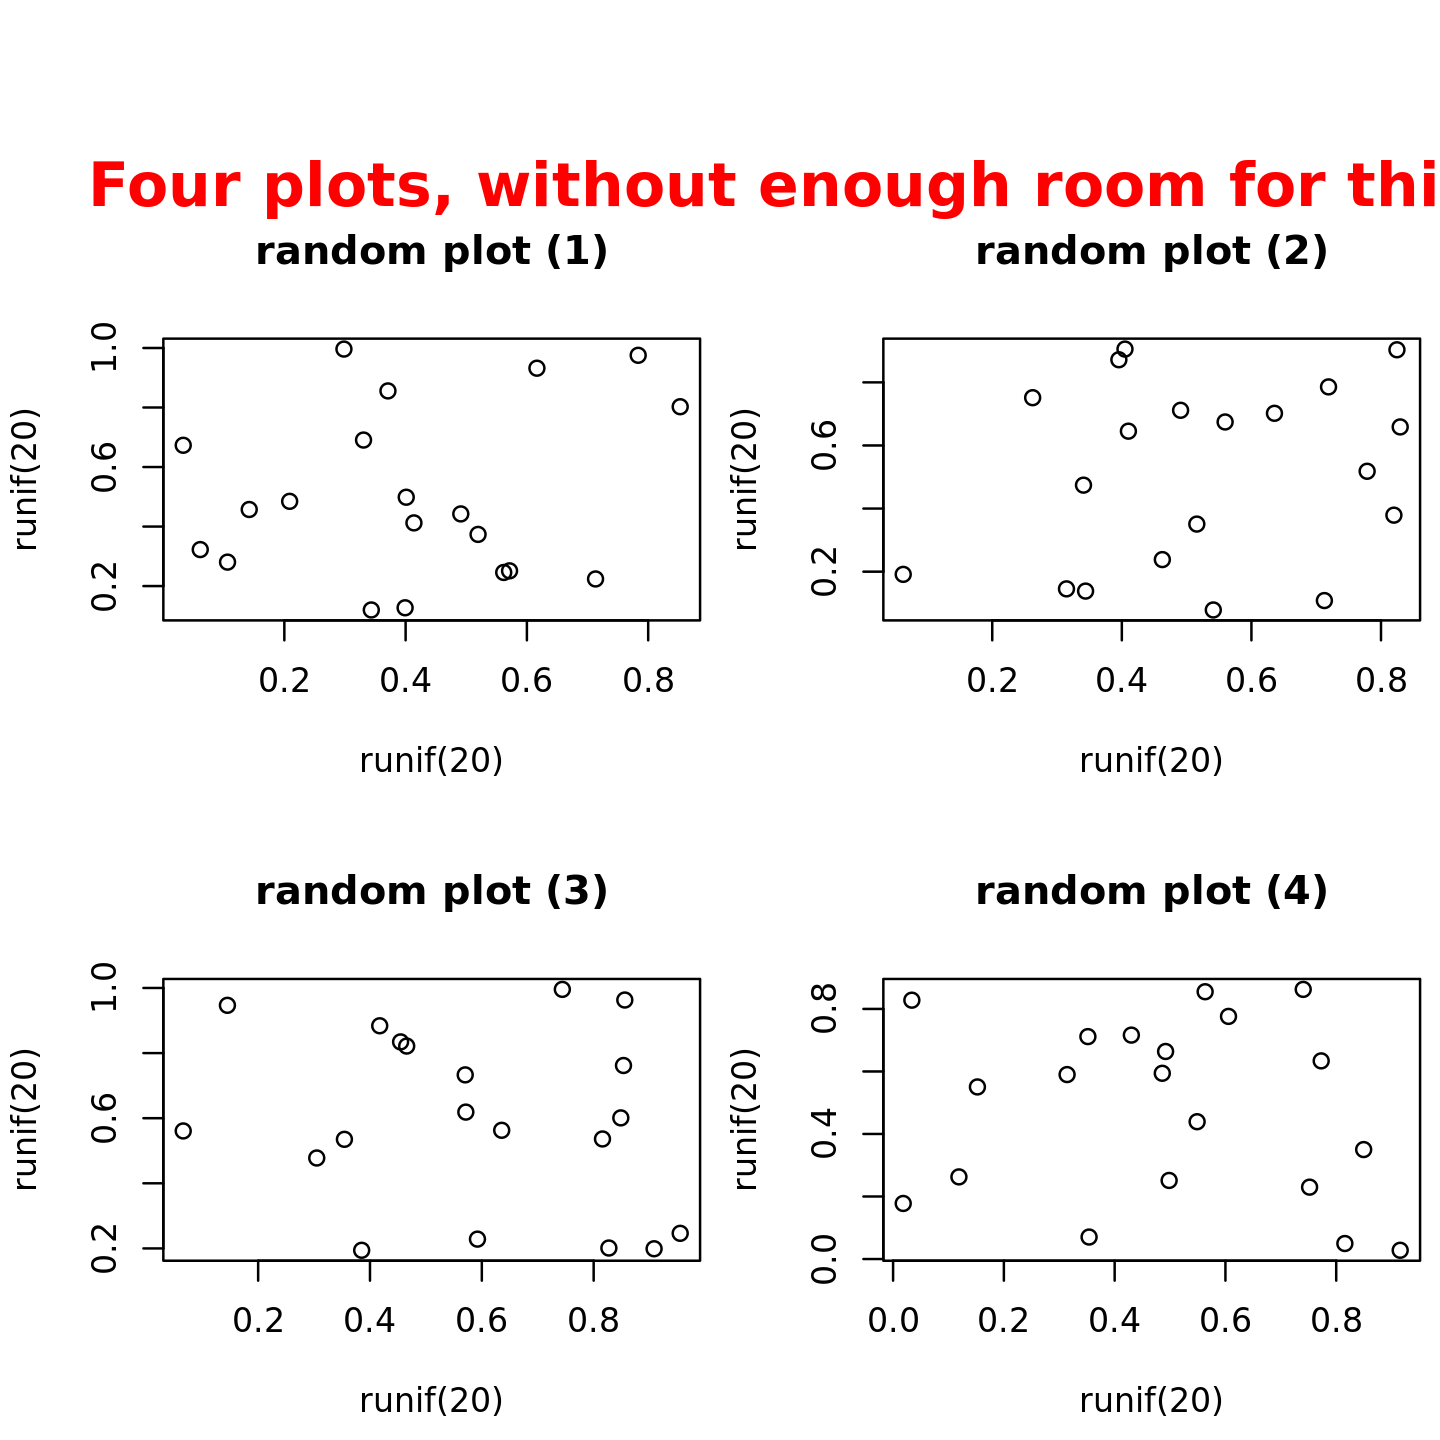 Four plots, without enough room for thi
random plot (1)
1.0
0.6
0.2
runif(20)
0.2 0.4 0.6 0.8
runif(20)
random plot (2)
0.6
0.2
runif(20)
0.2 0.4 0.6 0.8
runif(20)
random plot (3)
1.0
0.6
0.2
runif(20)
0.2 0.4 0.6 0.8
runif(20)
random plot (4)
0.8
0.4
0.0
runif(20)
0.0 0.2 0.4 0.6 0.8
runif(20)